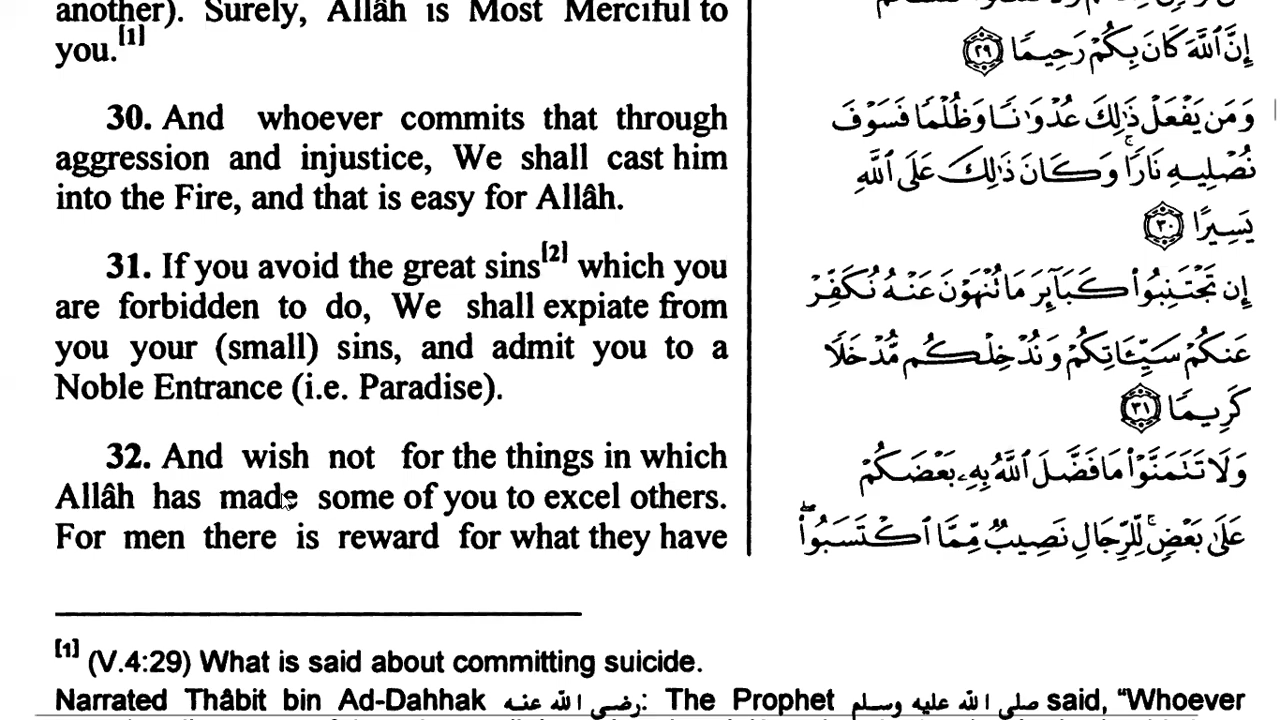 another). Surely, Allâh is Most Merciful to
you.[1]
30. And whoever commits that through
aggression and injustice, We shall cast him
into the Fire, and that is easy for Allâh.
31. If you avoid the great sins[2] which you
are forbidden to do, We shall expiate from
you your (small) sins, and admit you to a
Noble Entrance (i.e. Paradise).
32. And wish not for the things in which
Allâh has made some of you to excel others.
For men there is reward for what they have
إِنَّ ٱللَّهَ كَانَ بِكُمْ رَحِيمًا ٢٩
وَمَن يَفْعَلْ ذَٰلِكَ عُدْوَٰنًا وَظُلْمًا فَسَوْفَ
نُصْلِيهِ نَارًا ۚ وَكَانَ ذَٰلِكَ عَلَى ٱللَّهِ
يَسِيرًا ٣٠
إِن تَجْتَنِبُوا۟ كَبَآئِرَ مَا تُنْهَوْنَ عَنْهُ نُكَفِّرْ
عَنكُمْ سَيِّـَٔاتِكُمْ وَنُدْخِلْكُم مُّدْخَلًا
كَرِيمًا ٣١
وَلَا تَتَمَنَّوْا۟ مَا فَضَّلَ ٱللَّهُ بِهِۦ بَعْضَكُمْ
عَلَىٰ بَعْضٍ ۚ لِّلرِّجَالِ نَصِيبٌ مِّمَّا ٱكْتَسَبُوا۟ ۖ
[1] (V.4:29) What is said about committing suicide.
Narrated Thâbit bin Ad-Dahhak رضي الله عنه: The Prophet صلى الله عليه وسلم said, “Whoever